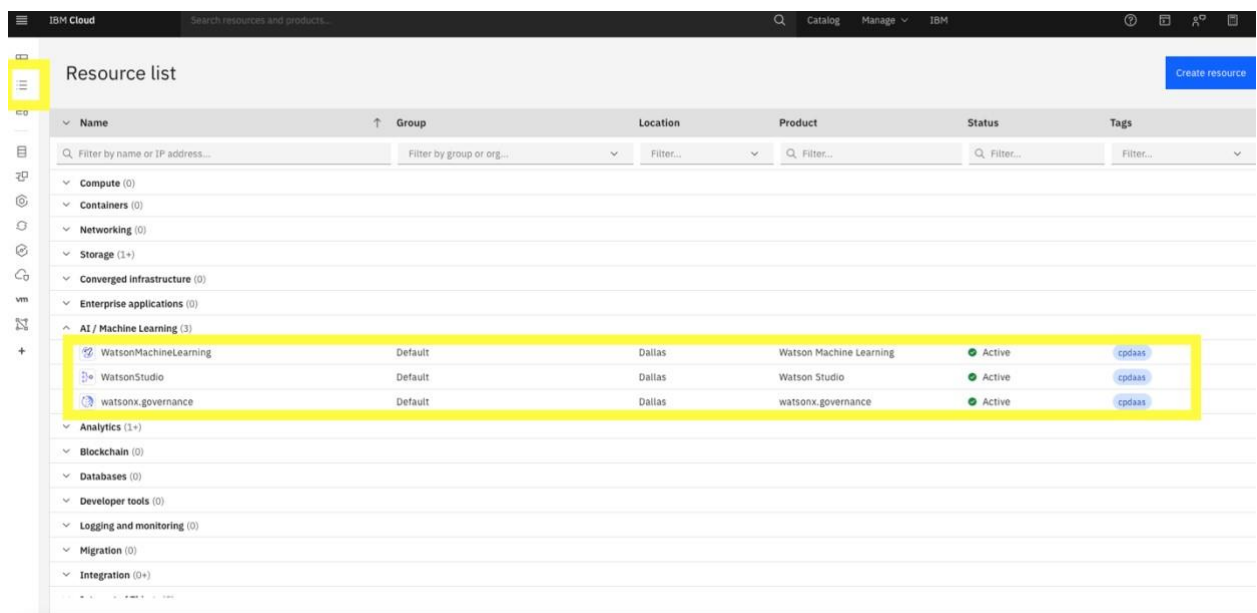 IBM Cloud Search resources and products... Catalog Manage IBM
Resource list
Create resource
Name Group Location Product Status Tags
Filter by name or IP address... Filter by group or org... Filter... Filter... Filter... Filter...
Compute (0)
Containers (0)
Networking (0)
Storage (1+)
Converged infrastructure (0)
Enterprise applications (0)
vm
AI / Machine Learning (3)
WatsonMachineLearning Default Dallas Watson Machine Learning Active cpdaas
WatsonStudio Default Dallas Watson Studio Active cpdaas
watsonx.governance Default Dallas watsonx.governance Active cpdaas
Analytics (1+)
Blockchain (0)
Databases (0)
Developer tools (0)
Logging and monitoring (0)
Migration (0)
Integration (0+)